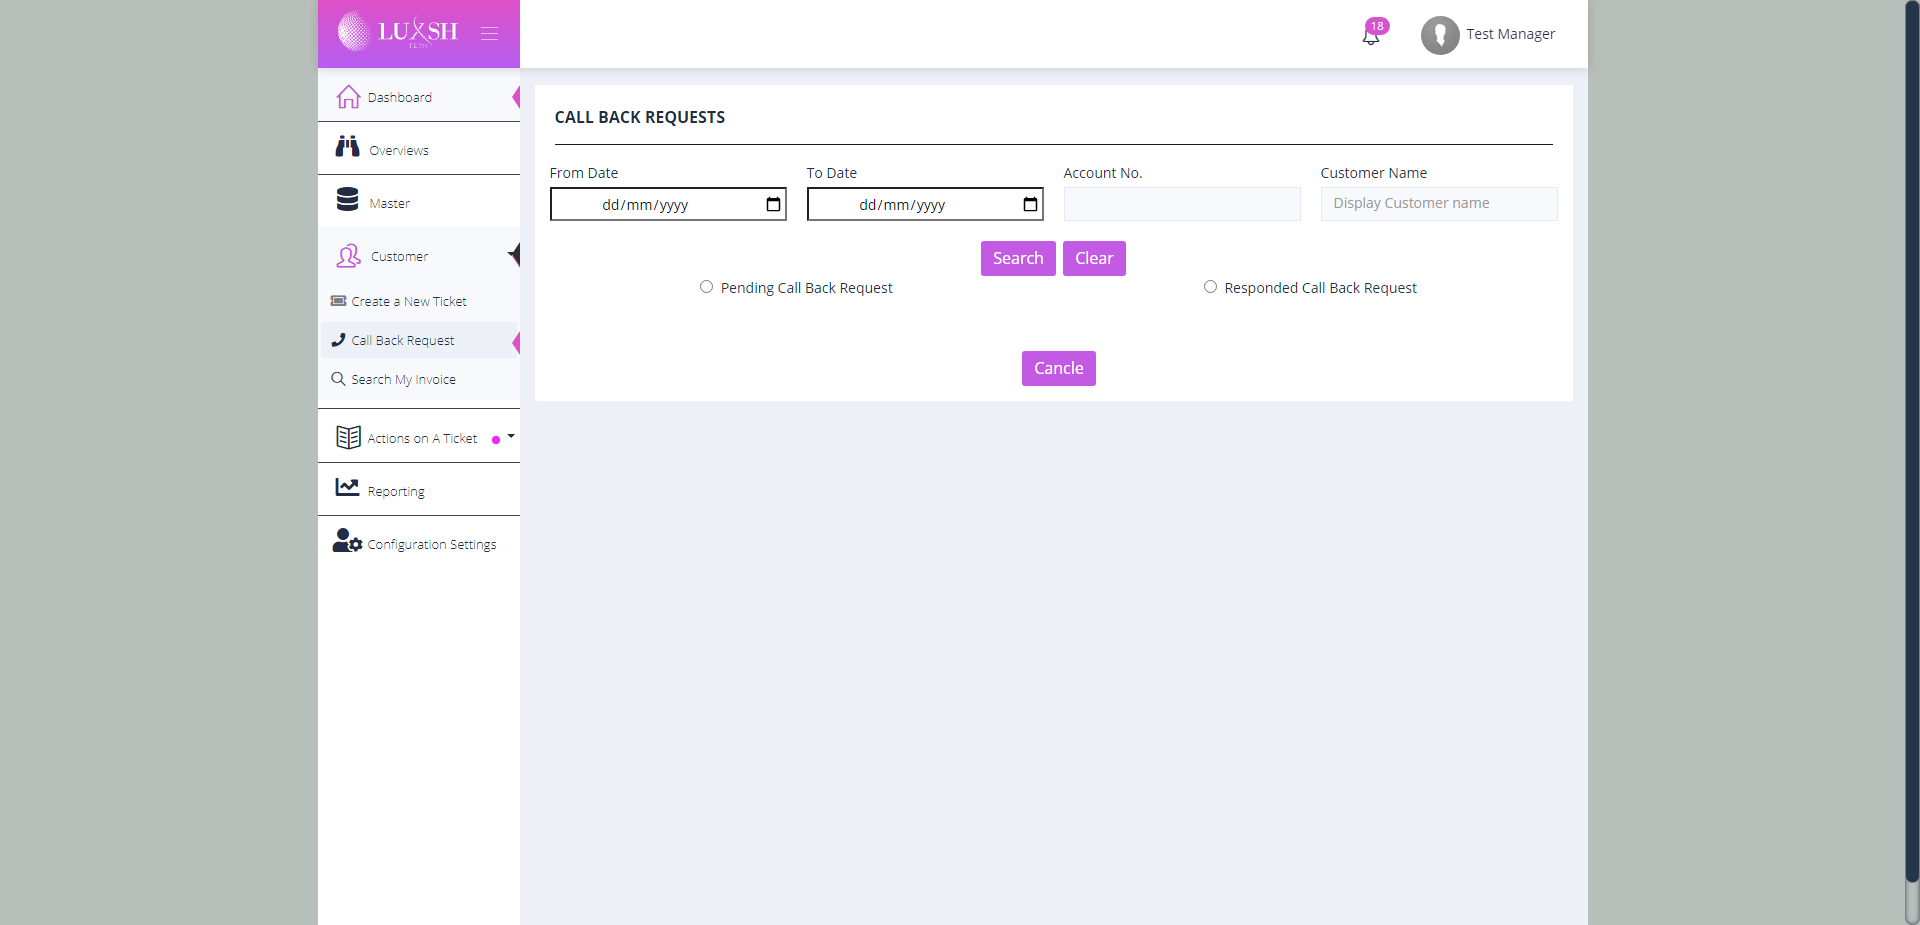 LUXSH
TECH
18
Test Manager
Dashboard
Overviews
Master
Customer
Create a New Ticket
Call Back Request
Search My Invoice
Actions on A Ticket
Reporting
Configuration Settings
CALL BACK REQUESTS
From Date
To Date
Account No.
Customer Name
dd/mm/yyyy
dd/mm/yyyy
Display Customer name
Search
Clear
Pending Call Back Request
Responded Call Back Request
Cancle